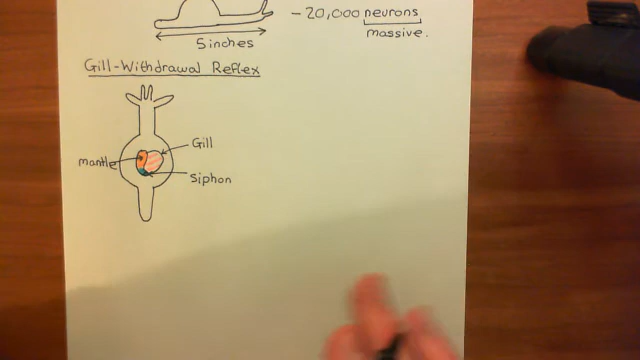 - 20,000 neurons
massive.
5 inches
Gill-Withdrawal Reflex
Gill
mantle
Siphon